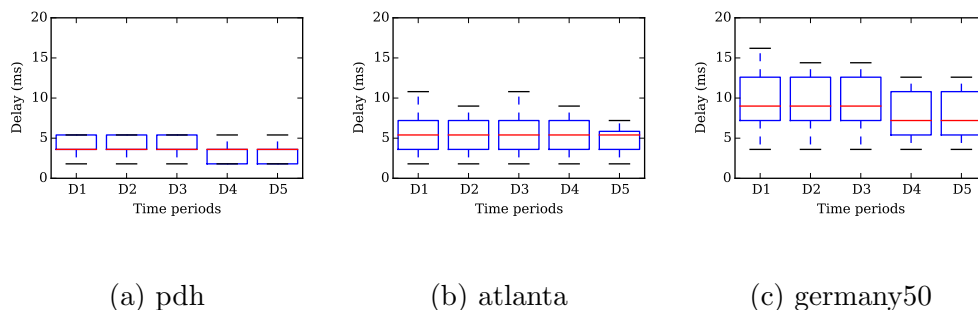 20
15
10
5
0
Delay (ms)
D1 D2 D3 D4 D5
Time periods
(a) pdh
20
15
10
5
0
Delay (ms)
D1 D2 D3 D4 D5
Time periods
(b) atlanta
20
15
10
5
0
Delay (ms)
D1 D2 D3 D4 D5
Time periods
(c) germany50